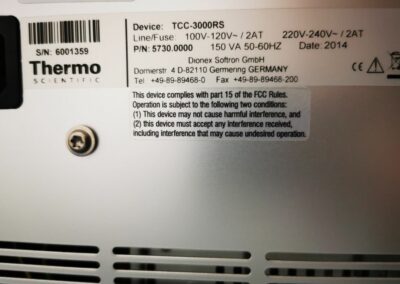 Device: TCC-3000RS
Line/Fuse: 100V-120V~ / 2AT 220V-240V~ / 2AT
P/N: 5730.0000 150 VA 50-60HZ Date: 2014
Dionex Softron GmbH
Dornierstr 4 D-82110 Germering GERMANY
Tel +49-89-89468-0 Fax +49-89-89468-200
S/N: 6001359
Thermo
SCIENTIFIC
CE
This device complies with part 15 of the FCC Rules.
Operation is subject to the following two conditions:
(1) This device may not cause harmful interference, and
(2) this device must accept any interference received,
including interference that may cause undesired operation.